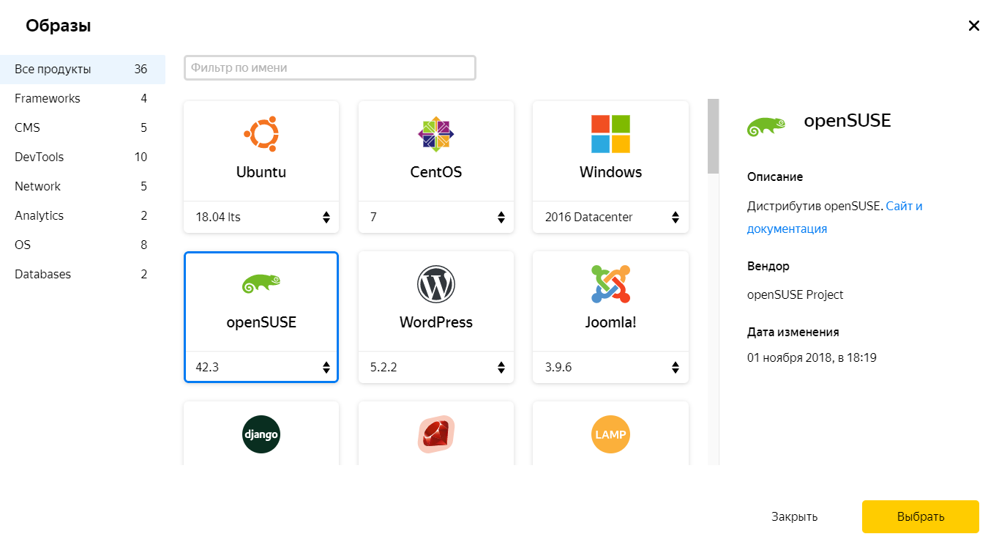 Образы
Все продукты 36
Frameworks 4
CMS 5
DevTools 10
Network 5
Analytics 2
OS 8
Databases 2
Фильтр по имени
Ubuntu
18.04 lts
CentOS
7
Windows
2016 Datacenter
openSUSE
42.3
WordPress
5.2.2
Joomla!
3.9.6
django
LAMP
openSUSE
Описание
Дистрибутив openSUSE. Сайт и
документация
Вендор
openSUSE Project
Дата изменения
01 ноября 2018, в 18:19
Закрыть
Выбрать